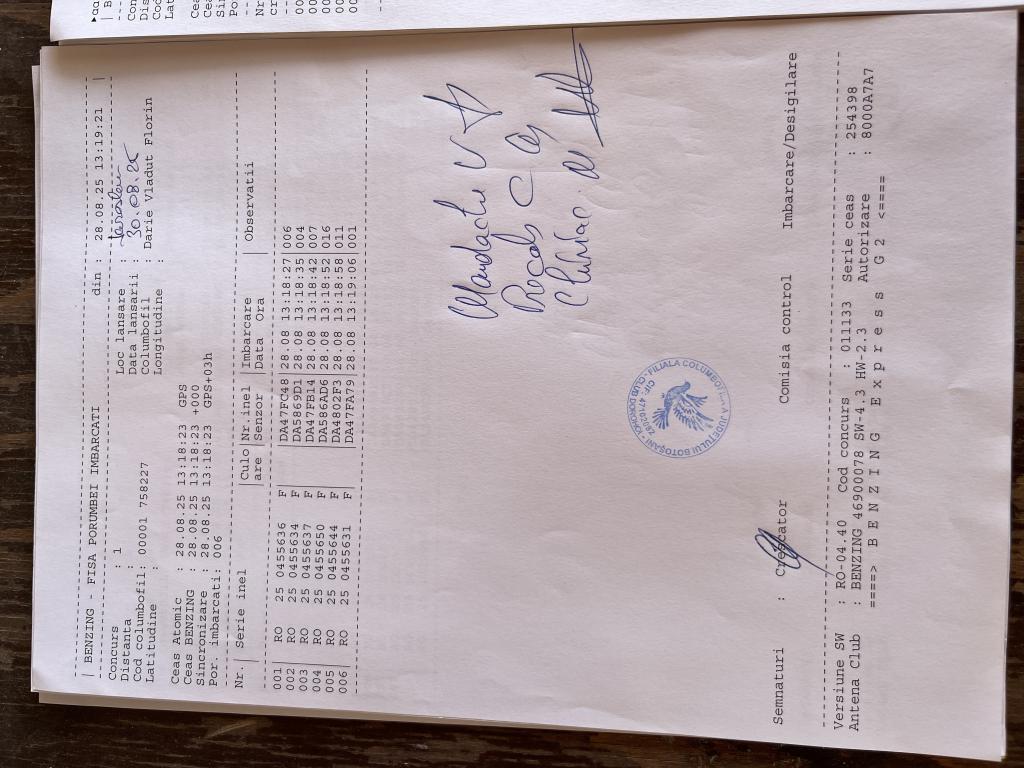 | BENZING - FISA PORUMBEI IMBARCATI din : 28.08.25 13:19:21 |
Concurs : 1 Loc lansare :
Distanta : Data lansarii : 30.08.25
Cod columbofil: 00001 758227 Columbofil : Darie Vladut Florin
Latitudine : Longitudine :
Ceas Atomic : 28.08.25 13:18:23 GPS
Ceas BENZING : 28.08.25 13:18:23 +000
Sincronizare : 28.08.25 13:18:23 GPS+03h
Por. imbarcati: 006
Nr.| Serie inel |Culo|Nr.inel |Imbarcare | Observatii
|are |Senzor |Data Ora |
001| RO 25 0455636 F| |DA47FC48|28.08 13:18:27 006
002| RO 25 0455634 F| |DA5869D1|28.08 13:18:35 004
003| RO 25 0455637 F| |DA47FB14|28.08 13:18:42 007
004| RO 25 0455650 F| |DA586AD6|28.08 13:18:52 016
005| RO 25 0455644 F| |DA4802F3|28.08 13:18:58 011
006| RO 25 0455631 F| |DA47FA79|28.08 13:19:06 001
Mandache V
FILIALA COLUMBOFILA A JUDETULUI BOTOȘANI
CLUB DOROHOI
Semnaturi : Crescator Comisia control Imbarcare/Desigilare
Versiune SW : RO-04.40 Cod concurs : 011133 Serie ceas : 254398
Antena Club : BENZING 46900078 SW-4.3 HW-2.3 Autorizare : 8000A7A7
====> B E N Z I N G E x p r e s s G 2 <====